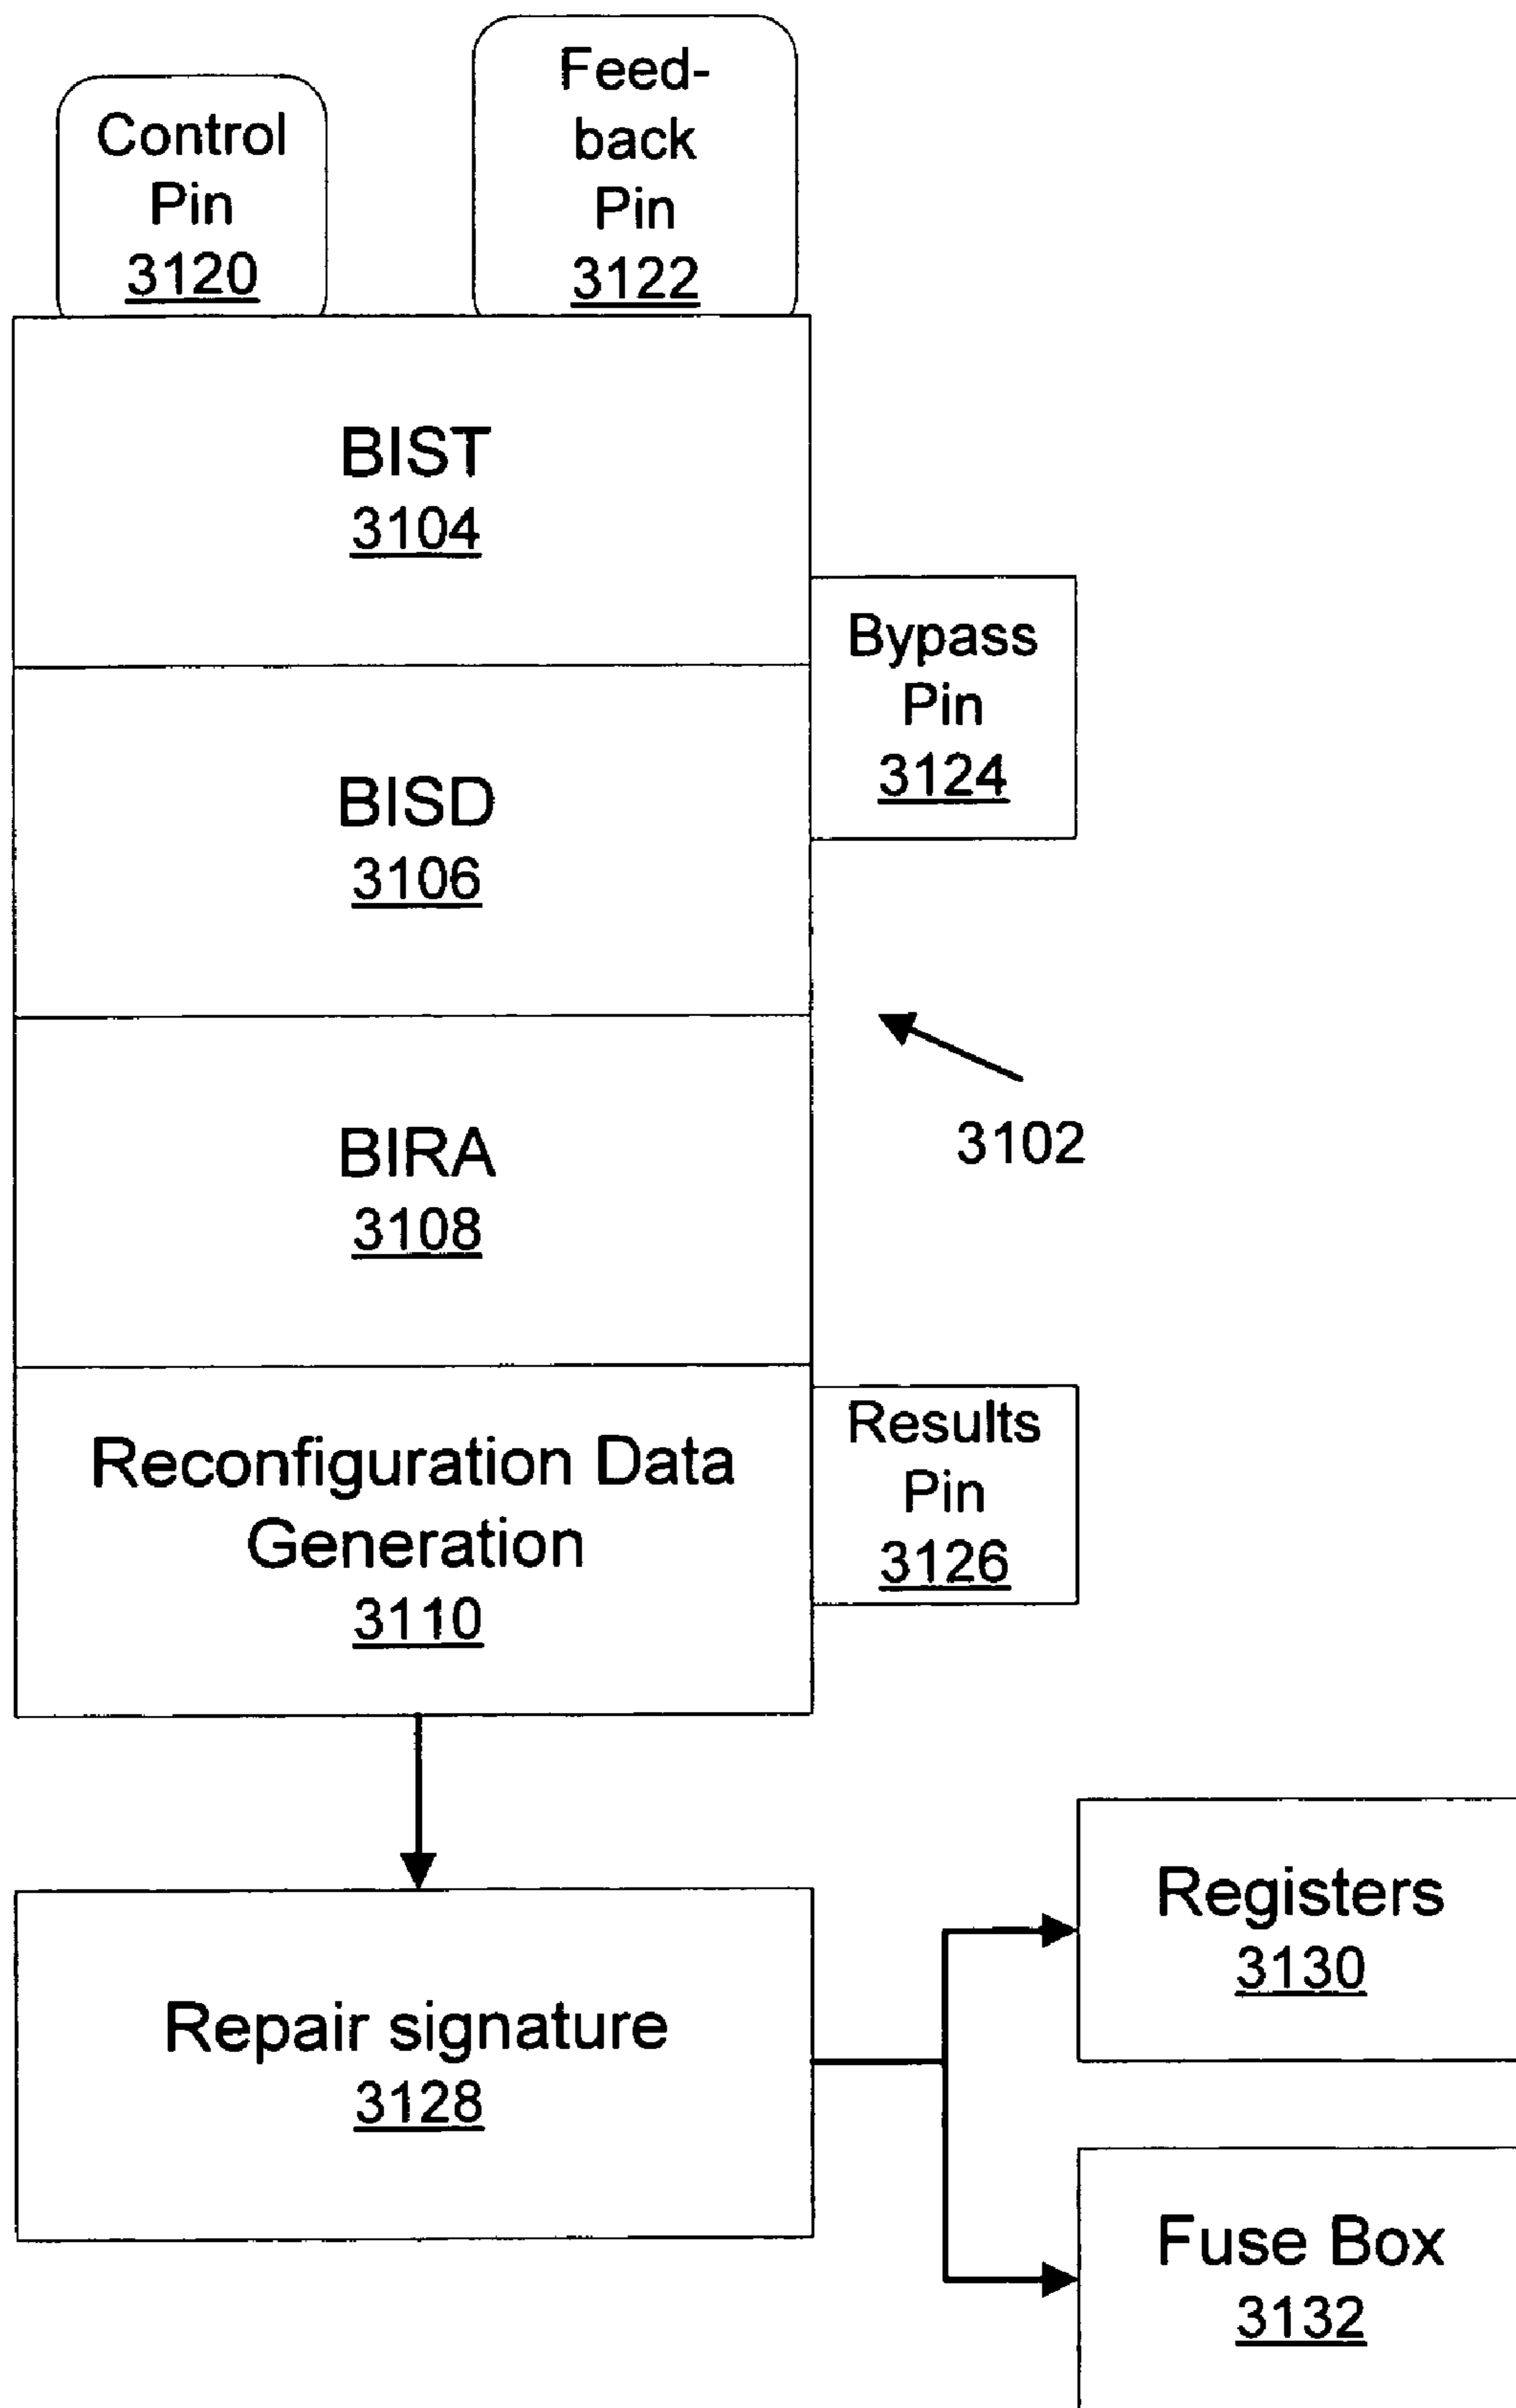 Control
Pin
3120
Feed-
back
Pin
3122
BIST
3104
Bypass
Pin
3124
BISD
3106
3102
BIRA
3108
Reconfiguration Data
Generation
3110
Results
Pin
3126
Repair signature
3128
Registers
3130
Fuse Box
3132